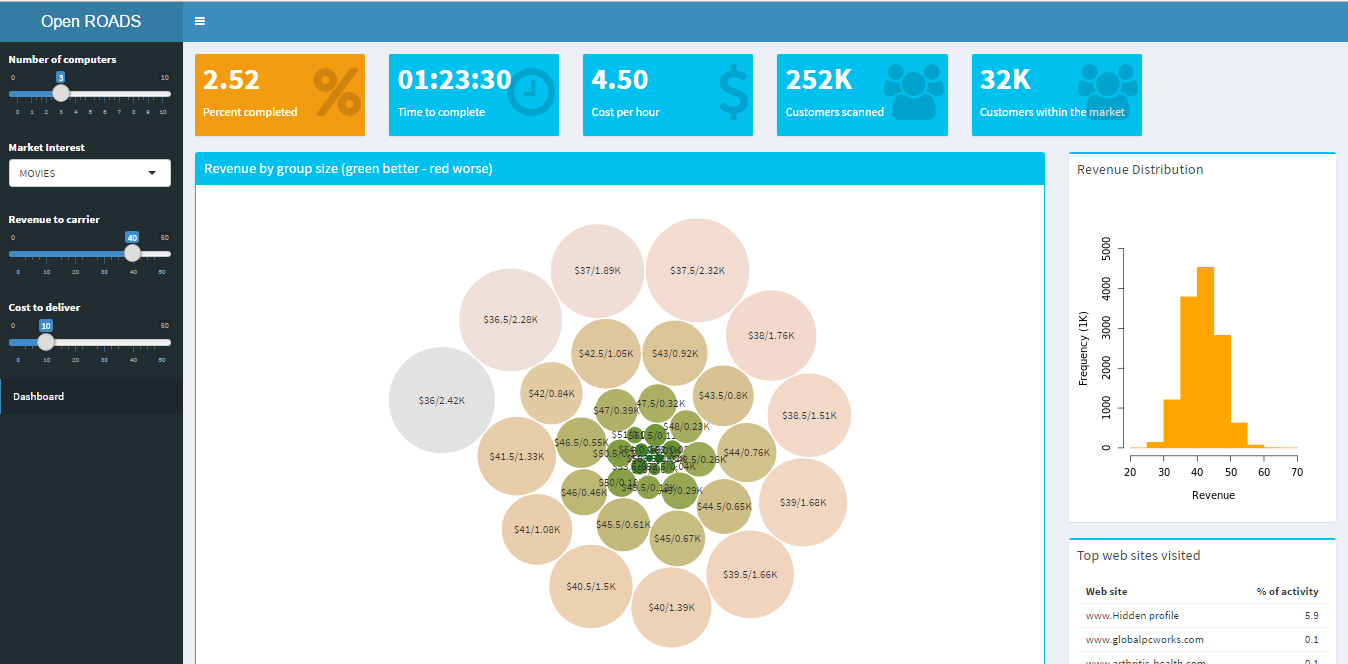 Open ROADS
Number of computers
0 3 10
0 1 2 3 4 5 6 7 8 9 10
Market Interest
MOVIES
Revenue to carrier
0 40 50
0 10 20 30 40 50
Cost to deliver
0 10 50
0 10 20 30 40 50
Dashboard
2.52
Percent completed
01:23:30
Time to complete
4.50
Cost per hour
252K
Customers scanned
32K
Customers within the market
Revenue by group size (green better - red worse)
$37/1.89K
$37.5/2.32K
$36.5/2.28K
$38/1.76K
$42.5/1.05K
$43/0.92K
$36/2.42K
$42/0.84K
$43.5/0.8K
$47/0.39K
47.5/0.32K
$38.5/1.51K
$48/0.23K
$46.5/0.55K
$44/0.76K
$41.5/1.33K
$46/0.46K
$39/1.68K
$44.5/0.65K
$45.5/0.61K
$41/1.08K
$45/0.67K
$39.5/1.66K
$40.5/1.5K
$40/1.39K
Revenue Distribution
Frequency (1K)
5000
4000
3000
2000
1000
0
20 30 40 50 60 70
Revenue
Top web sites visited
Web site % of activity
www.Hidden profile 5.9
www.globalpcworks.com 0.1
www.arthritis-health.com 0.1